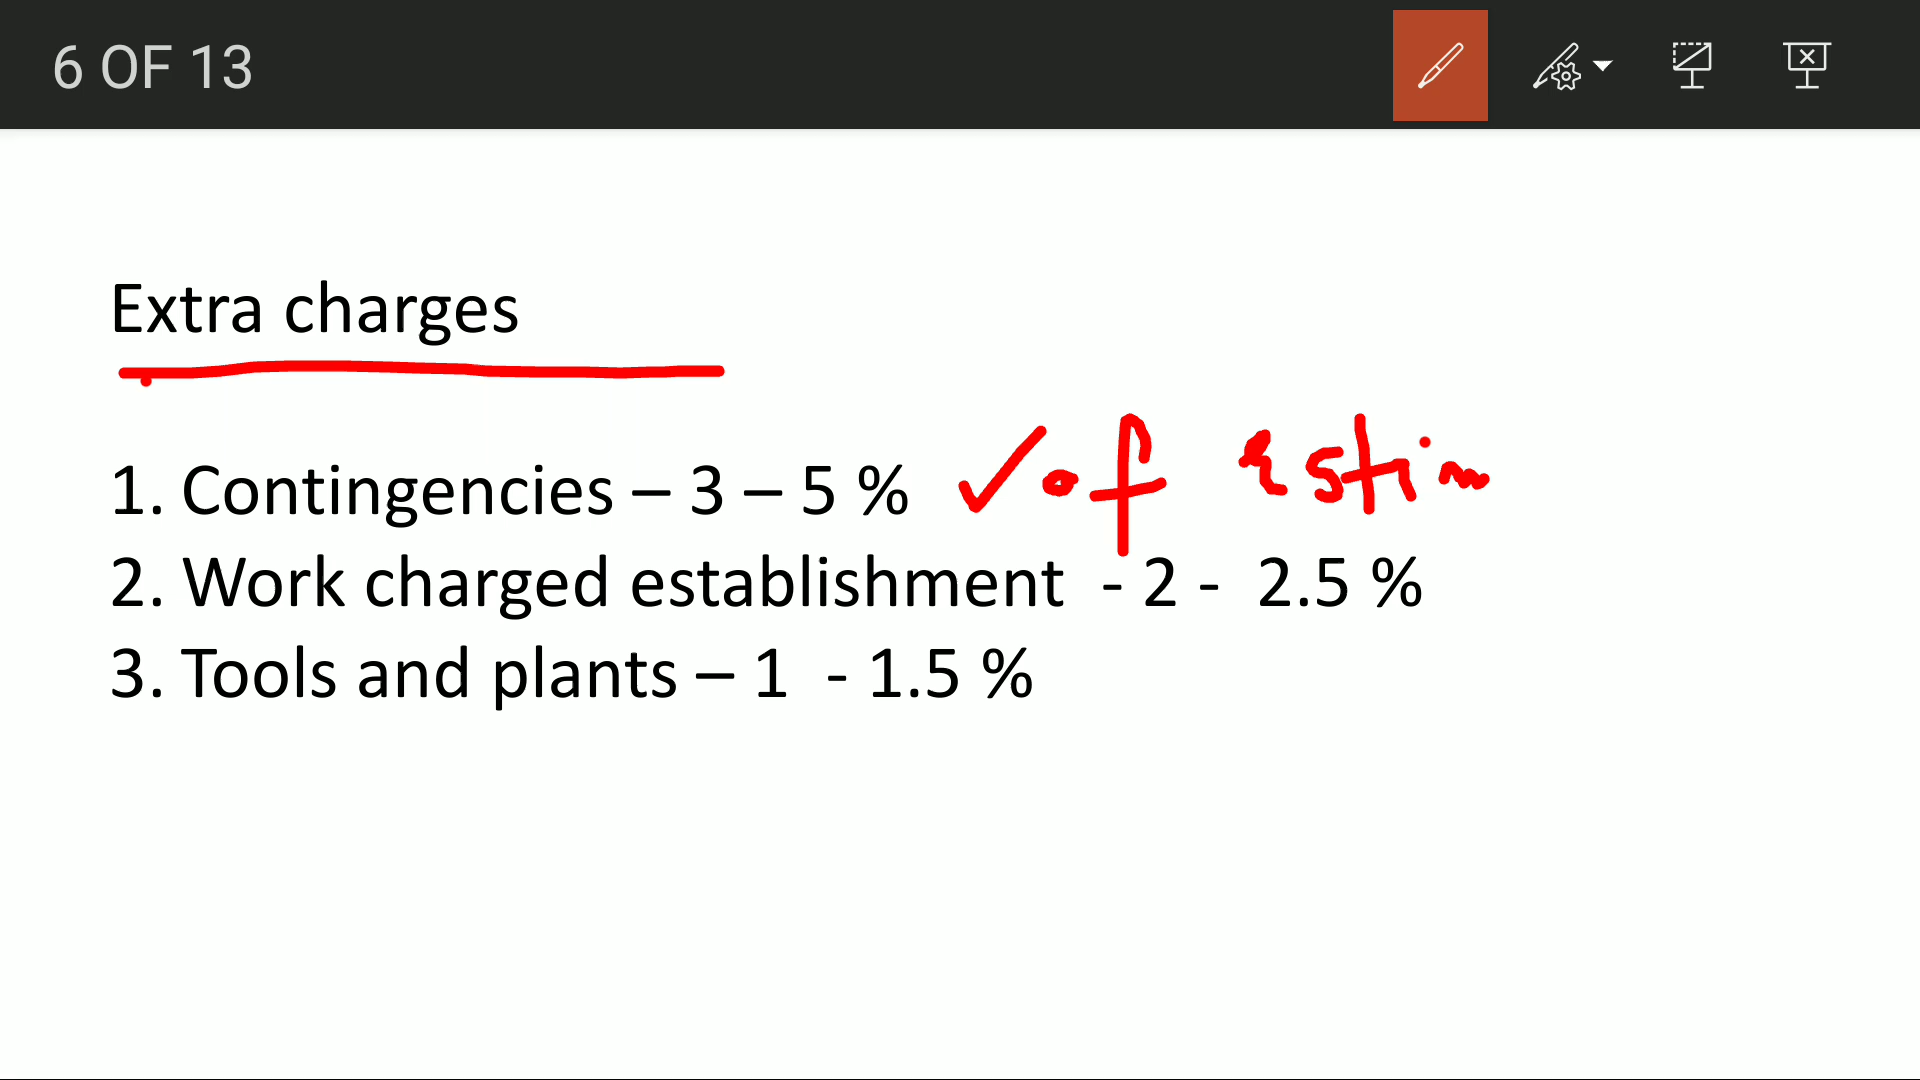 6 OF 13
Extra charges
1. Contingencies – 3 – 5 % ✓ of estim
2. Work charged establishment - 2 - 2.5 %
3. Tools and plants – 1 - 1.5 %